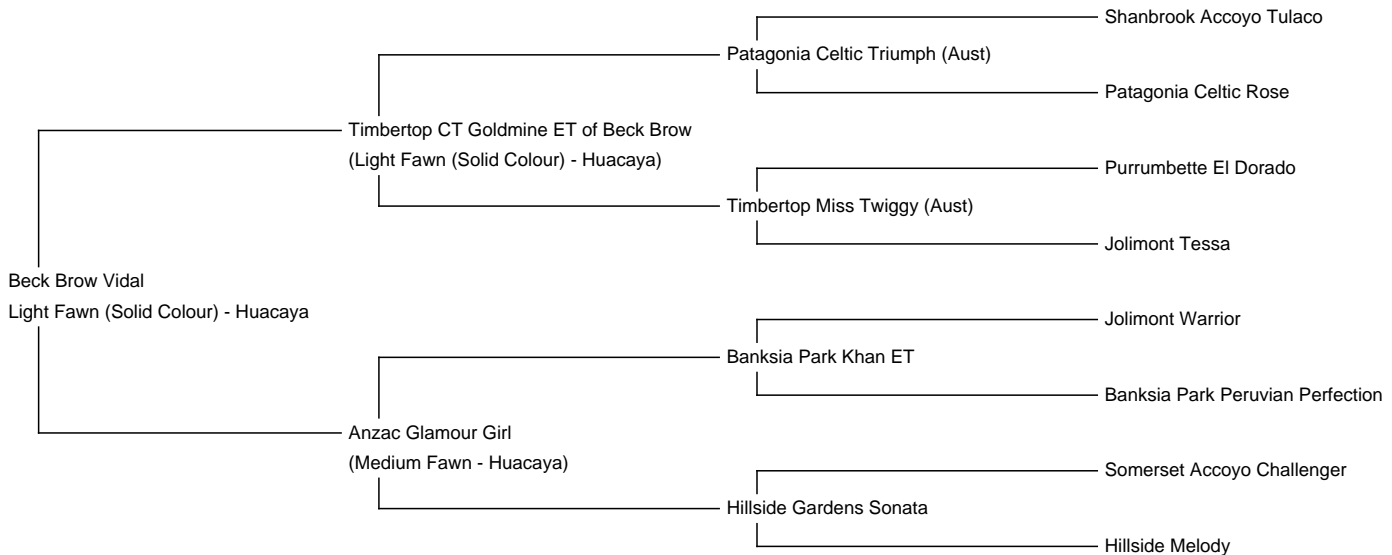 Shanbrook Accoyo Tulaco
Patagonia Celtic Triumph (Aust)
Patagonia Celtic Rose
Timbertop CT Goldmine ET of Beck Brow
(Light Fawn (Solid Colour) - Huacaya)
Purrumbette El Dorado
Timbertop Miss Twiggy (Aust)
Jolimont Tessa
Beck Brow Vidal
Light Fawn (Solid Colour) - Huacaya
Jolimont Warrior
Banksia Park Khan ET
Banksia Park Peruvian Perfection
Anzac Glamour Girl
(Medium Fawn - Huacaya)
Somerset Accoyo Challenger
Hillside Gardens Sonata
Hillside Melody